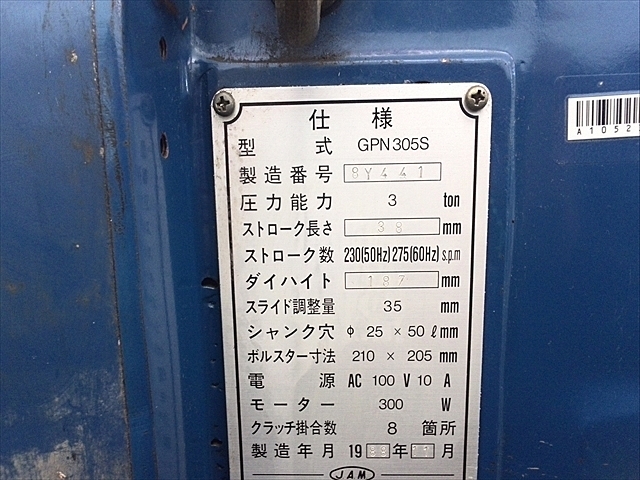 仕様
型式 GPN305S
製造番号 8Y441
圧力能力 3 ton
ストローク長さ 38 mm
ストローク数 230(50Hz)275(60Hz) s.p.m
ダイハイト 187 mm
スライド調整量 35 mm
シャンク穴 φ 25 × 50 ℓ mm
ボルスター寸法 210 × 205 mm
電源 AC 100 V 10 A
モーター 300 W
クラッチ掛合数 8 箇所
製造年月 19 年 月
JAM
A1052